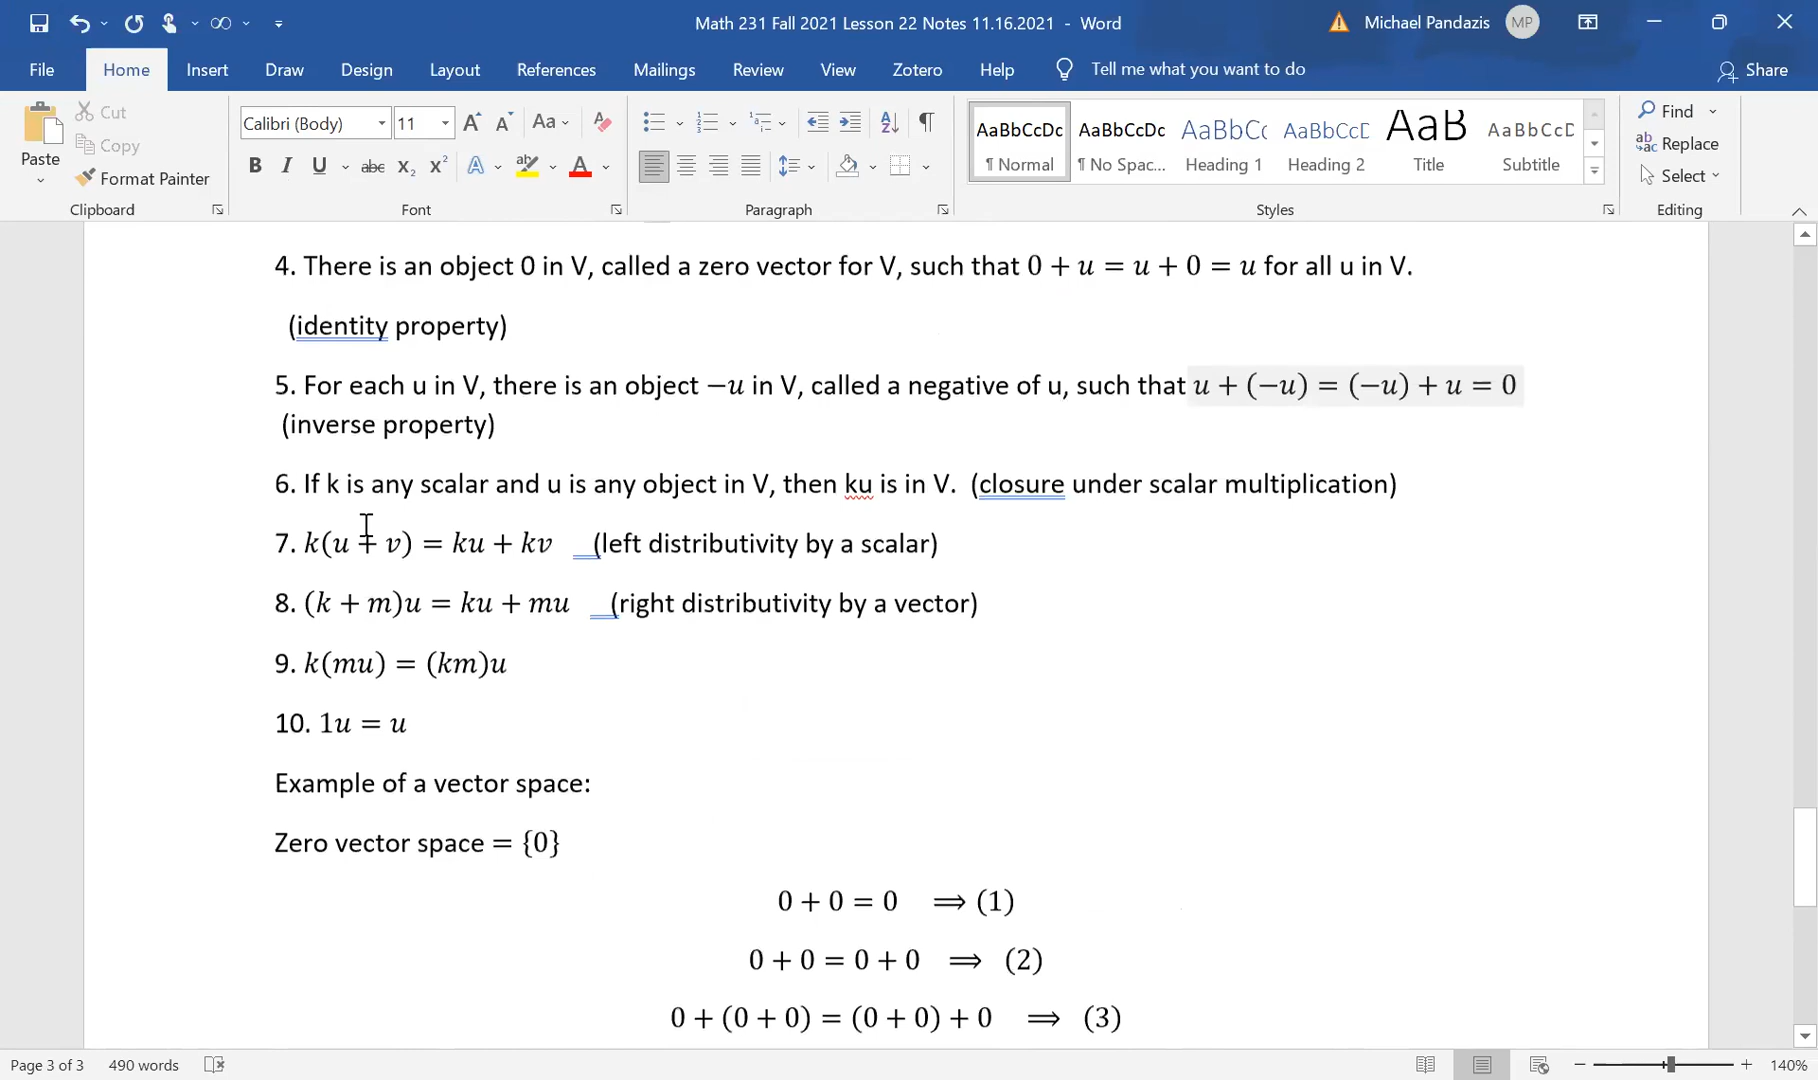 Math 231 Fall 2021 Lesson 22 Notes 11.16.2021 - Word
Michael Pandazis MP
File Home Insert Draw Design Layout References Mailings Review View Zotero Help Tell me what you want to do Share
Paste
Cut
Copy
Format Painter
Clipboard
Calibri (Body) 11
Font
Paragraph
AaBbCcDc AaBbCcDc AaBbCc AaBbCcD AaB AaBbCcD
¶ Normal ¶ No Spac... Heading 1 Heading 2 Title Subtitle
Styles
Find
Replace
Select
Editing
4. There is an object 0 in V, called a zero vector for V, such that 0 + u = u + 0 = u for all u in V.
(identity property)
5. For each u in V, there is an object −u in V, called a negative of u, such that u + (−u) = (−u) + u = 0
(inverse property)
6. If k is any scalar and u is any object in V, then ku is in V. (closure under scalar multiplication)
7. k(u + v) = ku + kv (left distributivity by a scalar)
8. (k + m)u = ku + mu (right distributivity by a vector)
9. k(mu) = (km)u
10. 1u = u
Example of a vector space:
Zero vector space = {0}
0 + 0 = 0 ⟹ (1)
0 + 0 = 0 + 0 ⟹ (2)
0 + (0 + 0) = (0 + 0) + 0 ⟹ (3)
Page 3 of 3 490 words 140%